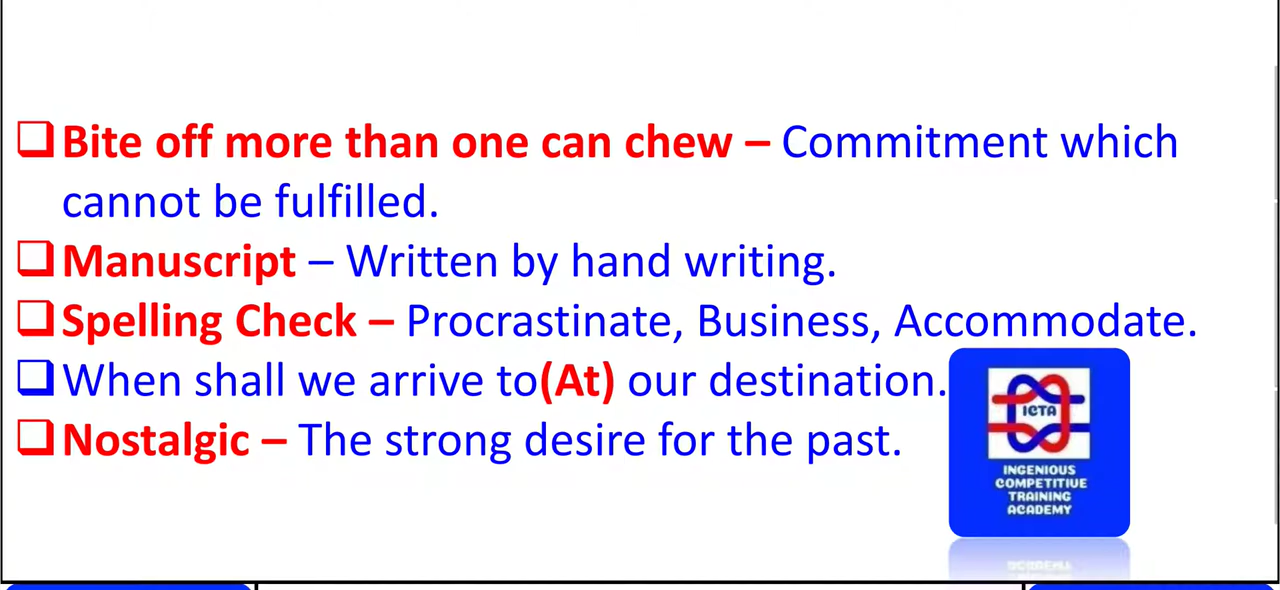 Bite off more than one can chew – Commitment which
cannot be fulfilled.
Manuscript – Written by hand writing.
Spelling Check – Procrastinate, Business, Accommodate.
When shall we arrive to(At) our destination.
Nostalgic – The strong desire for the past.
ICTA
INGENIOUS
COMPETITIVE
TRAINING
ACADEMY